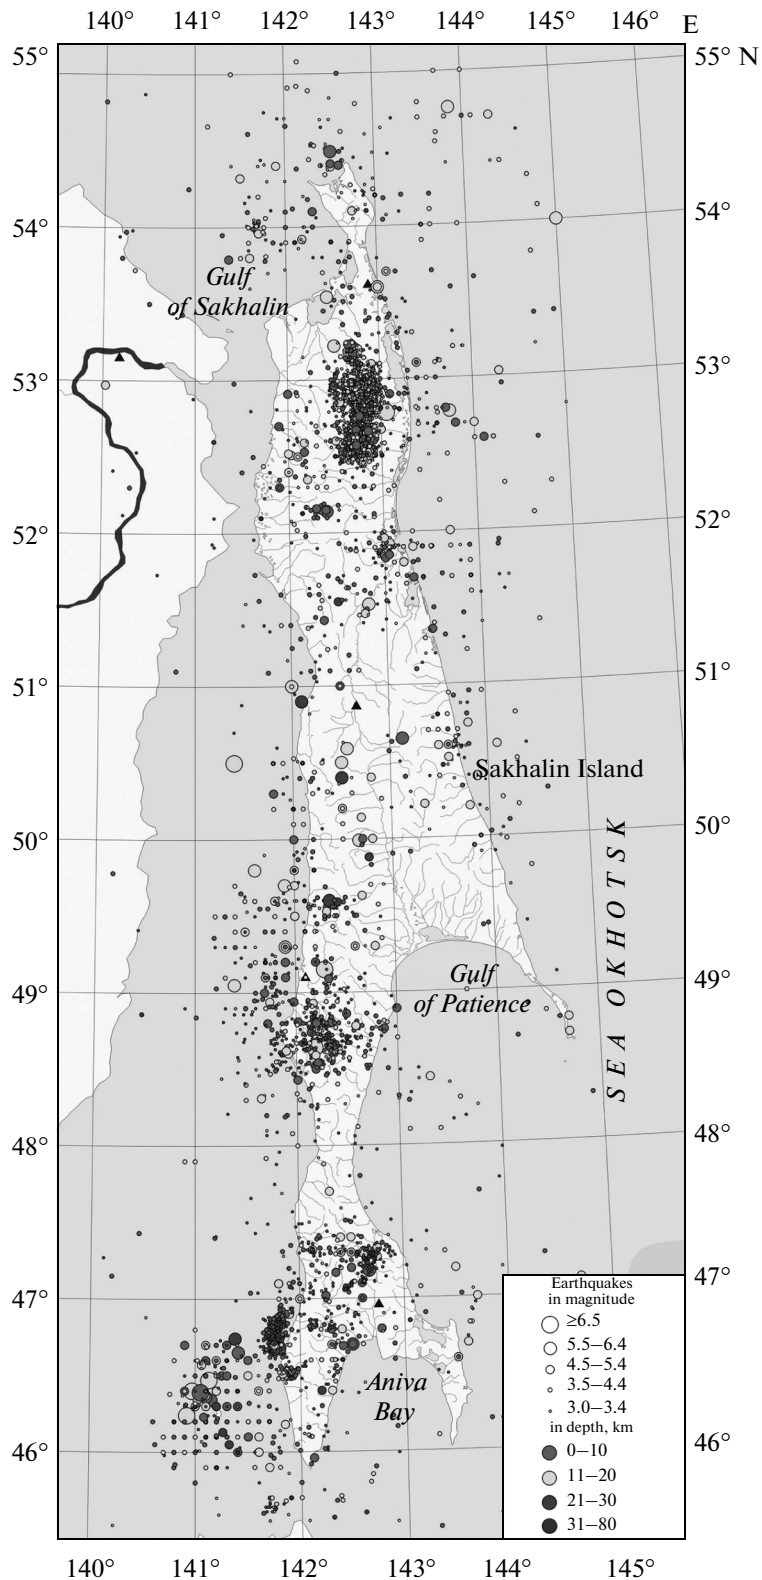 140° 141° 142° 143° 144° 145° 146° E
55° 55° N
54° 54°
Gulf
of Sakhalin
53° 53°
52° 52°
51° 51°
Sakhalin Island
50° 50°
SEA OKHOTSK
49° 49°
Gulf
of Patience
48° 48°
47° 47°
Aniva
Bay
46° 46°
Earthquakes
in magnitude
≥6.5
5.5–6.4
4.5–5.4
3.5–4.4
3.0–3.4
in depth, km
0–10
11–20
21–30
31–80
140° 141° 142° 143° 144° 145°